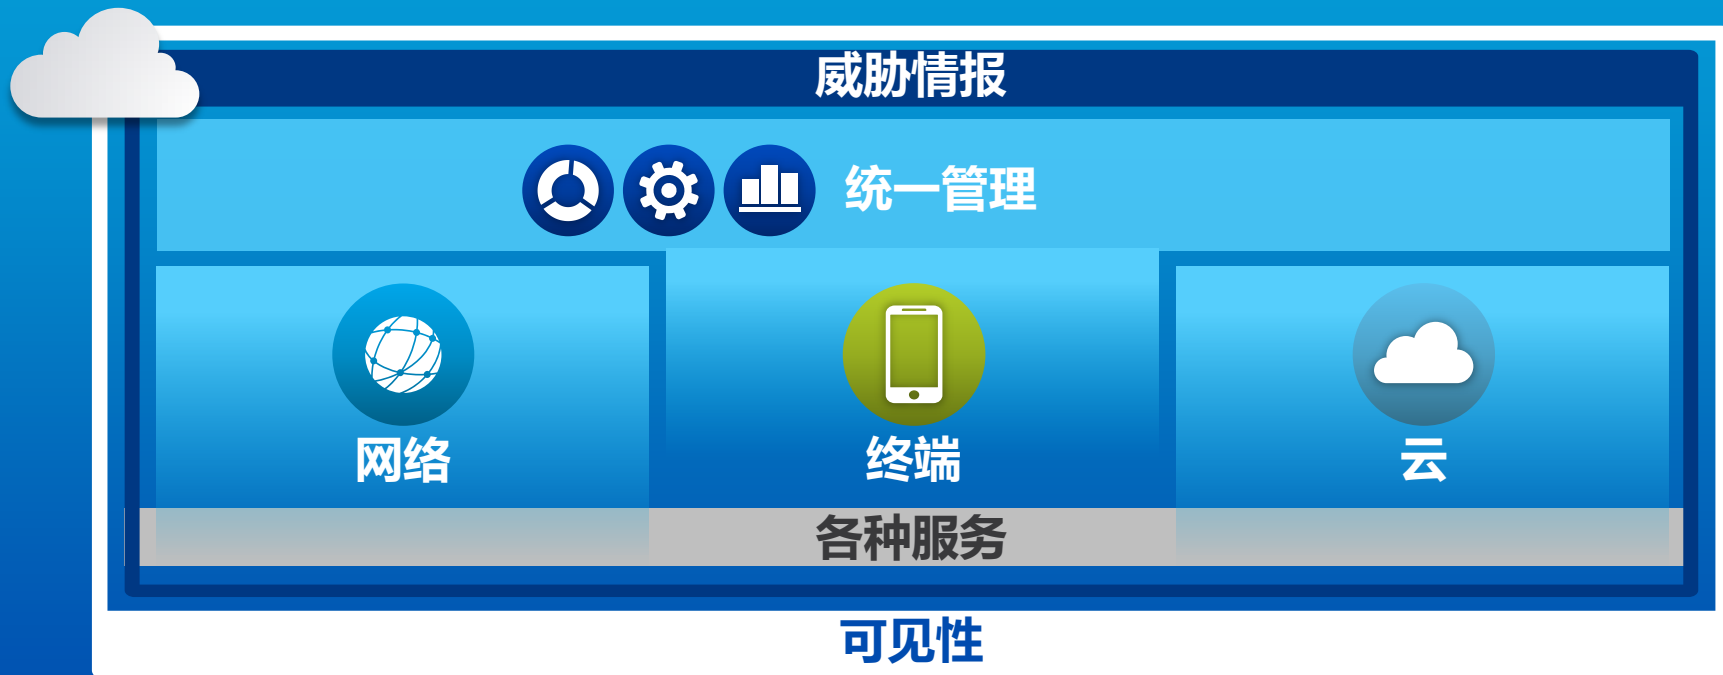 威胁情报
统一管理
网络
终端
云
各种服务
可见性